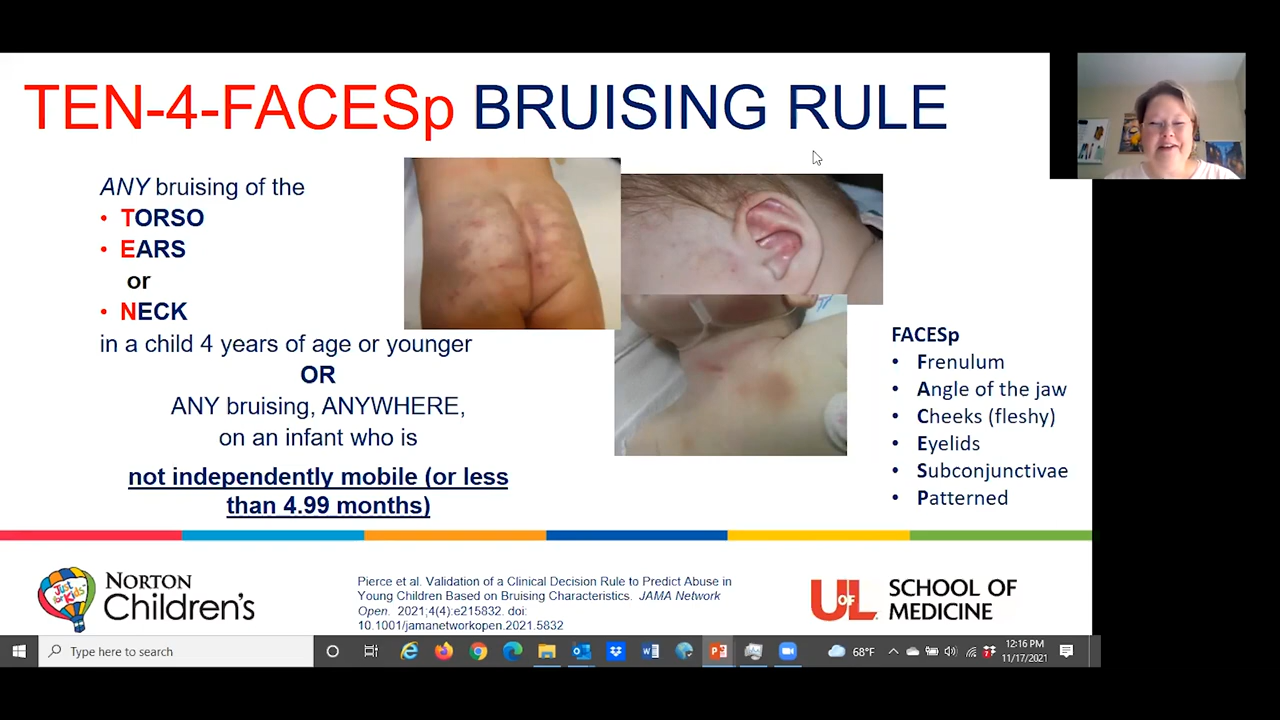 TEN-4-FACESp BRUISING RULE
ANY bruising of the
• TORSO
• EARS
or
• NECK
in a child 4 years of age or younger
OR
ANY bruising, ANYWHERE,
on an infant who is
not independently mobile (or less
than 4.99 months)
FACESp
• Frenulum
• Angle of the jaw
• Cheeks (fleshy)
• Eyelids
• Subconjunctivae
• Patterned
Just for Kids
NORTON
Children's
Pierce et al. Validation of a Clinical Decision Rule to Predict Abuse in
Young Children Based on Bruising Characteristics. JAMA Network
Open. 2021;4(4):e215832. doi:
10.1001/jamanetworkopen.2021.5832
UofL
SCHOOL OF
MEDICINE
Type here to search
68°F
12:16 PM
11/17/2021